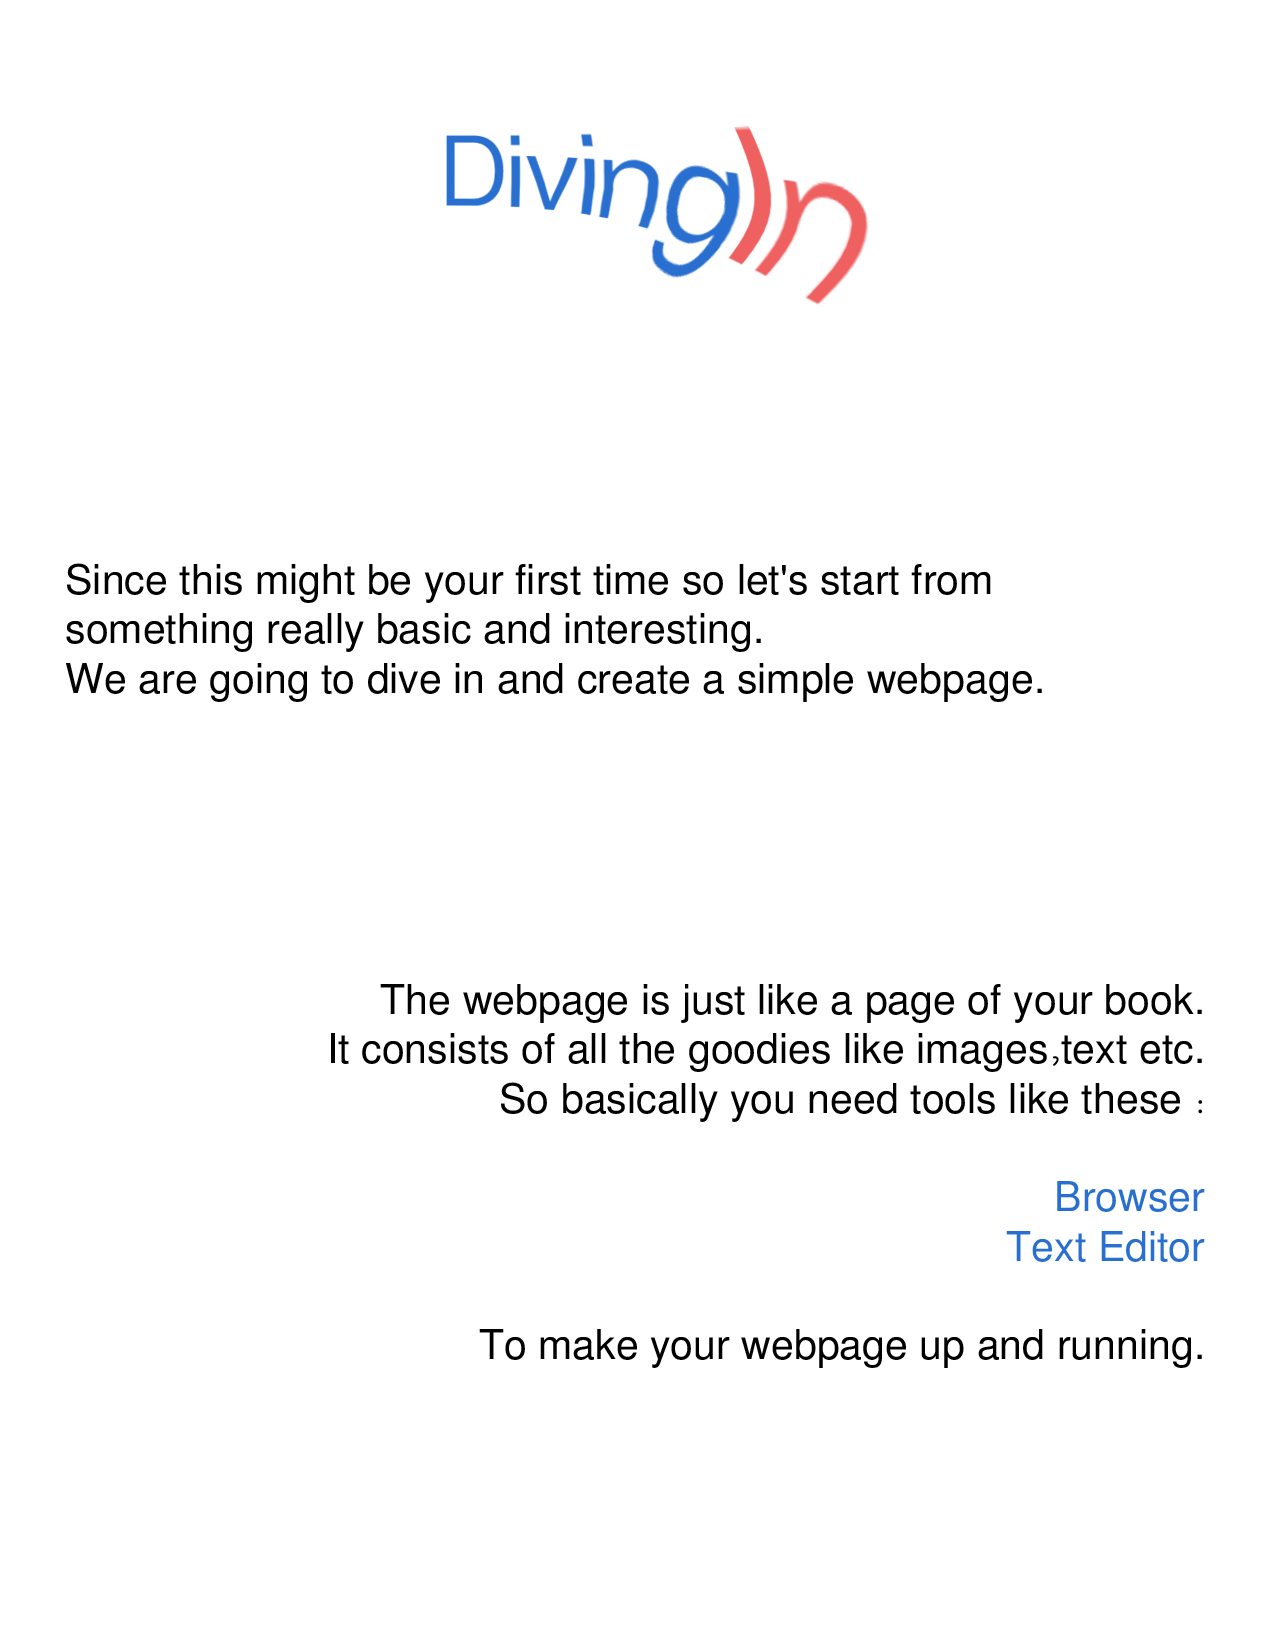 DivingIn
Since this might be your first time so let's start from
something really basic and interesting.
We are going to dive in and create a simple webpage.
The webpage is just like a page of your book.
It consists of all the goodies like images,text etc.
So basically you need tools like these :
Browser
Text Editor
To make your webpage up and running.